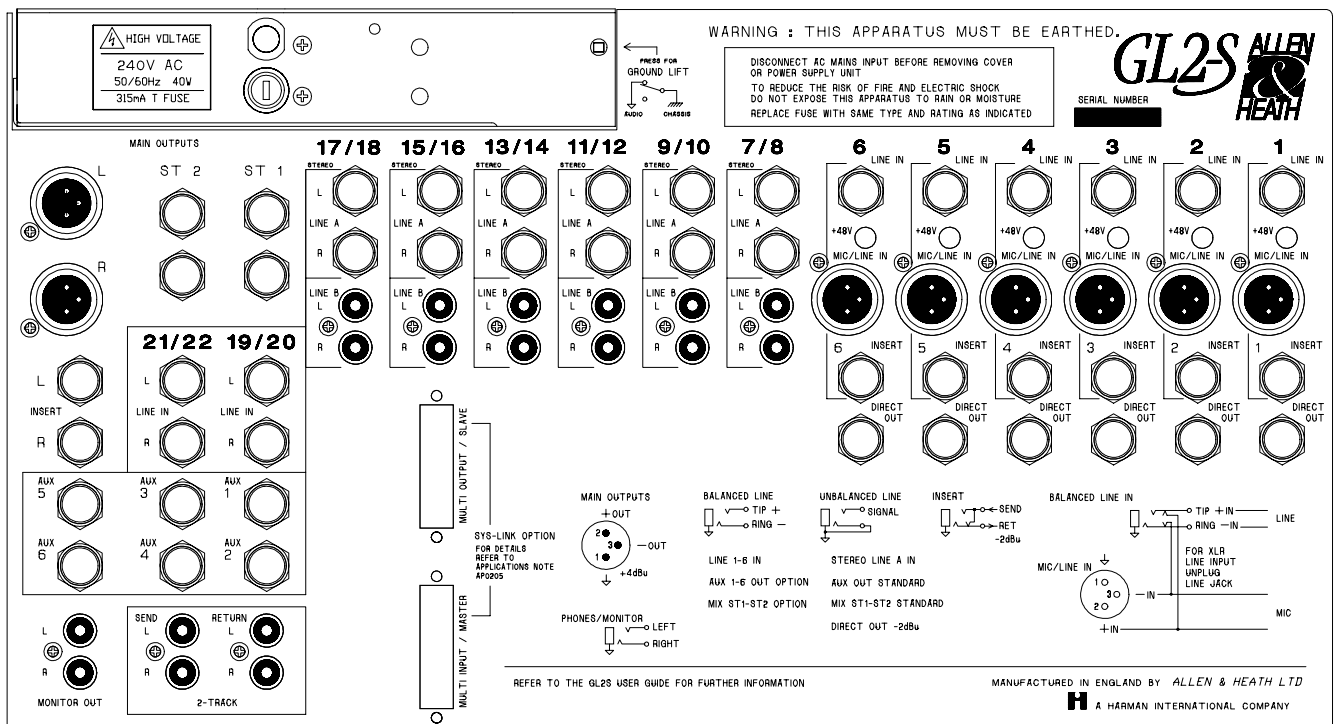 HIGH VOLTAGE
240V AC
50/60Hz 40W
315mA T FUSE
PRESS FOR
GROUND LIFT
AUDIO CHASSIS
WARNING : THIS APPARATUS MUST BE EARTHED.
DISCONNECT AC MAINS INPUT BEFORE REMOVING COVER
OR POWER SUPPLY UNIT
TO REDUCE THE RISK OF FIRE AND ELECTRIC SHOCK
DO NOT EXPOSE THIS APPARATUS TO RAIN OR MOISTURE
REPLACE FUSE WITH SAME TYPE AND RATING AS INDICATED
GL2-S
ALLEN
&
HEATH
SERIAL NUMBER
MAIN OUTPUTS
L
R
ST 2 ST 1
17/18 15/16 13/14 11/12 9/10 7/8 6 5 4 3 2 1
STEREO STEREO STEREO STEREO STEREO STEREO
LINE IN LINE IN LINE IN LINE IN LINE IN LINE IN
L L L L L L
LINE A LINE A LINE A LINE A LINE A LINE A
R R R R R R
+48V +48V +48V +48V +48V +48V
MIC/LINE IN MIC/LINE IN MIC/LINE IN MIC/LINE IN MIC/LINE IN MIC/LINE IN
LINE B LINE B LINE B LINE B LINE B LINE B
L L L L L L
R R R R R R
6 INSERT 5 INSERT 4 INSERT 3 INSERT 2 INSERT 1 INSERT
DIRECT OUT DIRECT OUT DIRECT OUT DIRECT OUT DIRECT OUT DIRECT OUT
21/22 19/20
L L L
INSERT LINE IN LINE IN
R R R
AUX 5 AUX 3 AUX 1
AUX 6 AUX 4 AUX 2
SEND RETURN
L L L
R R R
MONITOR OUT 2-TRACK
MULTI OUTPUT / SLAVE
MULTI INPUT / MASTER
SYS-LINK OPTION
FOR DETAILS
REFER TO
APPLICATIONS NOTE
AP0205
MAIN OUTPUTS
+OUT
2
3 -OUT
1
+4dBu
PHONES/MONITOR
LEFT
RIGHT
BALANCED LINE
TIP +
RING -
LINE 1-6 IN
AUX 1-6 OUT OPTION
MIX ST1-ST2 OPTION
UNBALANCED LINE
SIGNAL
STEREO LINE A IN
AUX OUT STANDARD
MIX ST1-ST2 STANDARD
DIRECT OUT -2dBu
INSERT
SEND
RET
-2dBu
BALANCED LINE IN
TIP +IN
RING -IN
LINE
FOR XLR
LINE INPUT
UNPLUG
LINE JACK
MIC/LINE IN
1
3 -IN
2
+IN
MIC
REFER TO THE GL2S USER GUIDE FOR FURTHER INFORMATION
MANUFACTURED IN ENGLAND BY ALLEN & HEATH LTD
H A HARMAN INTERNATIONAL COMPANY